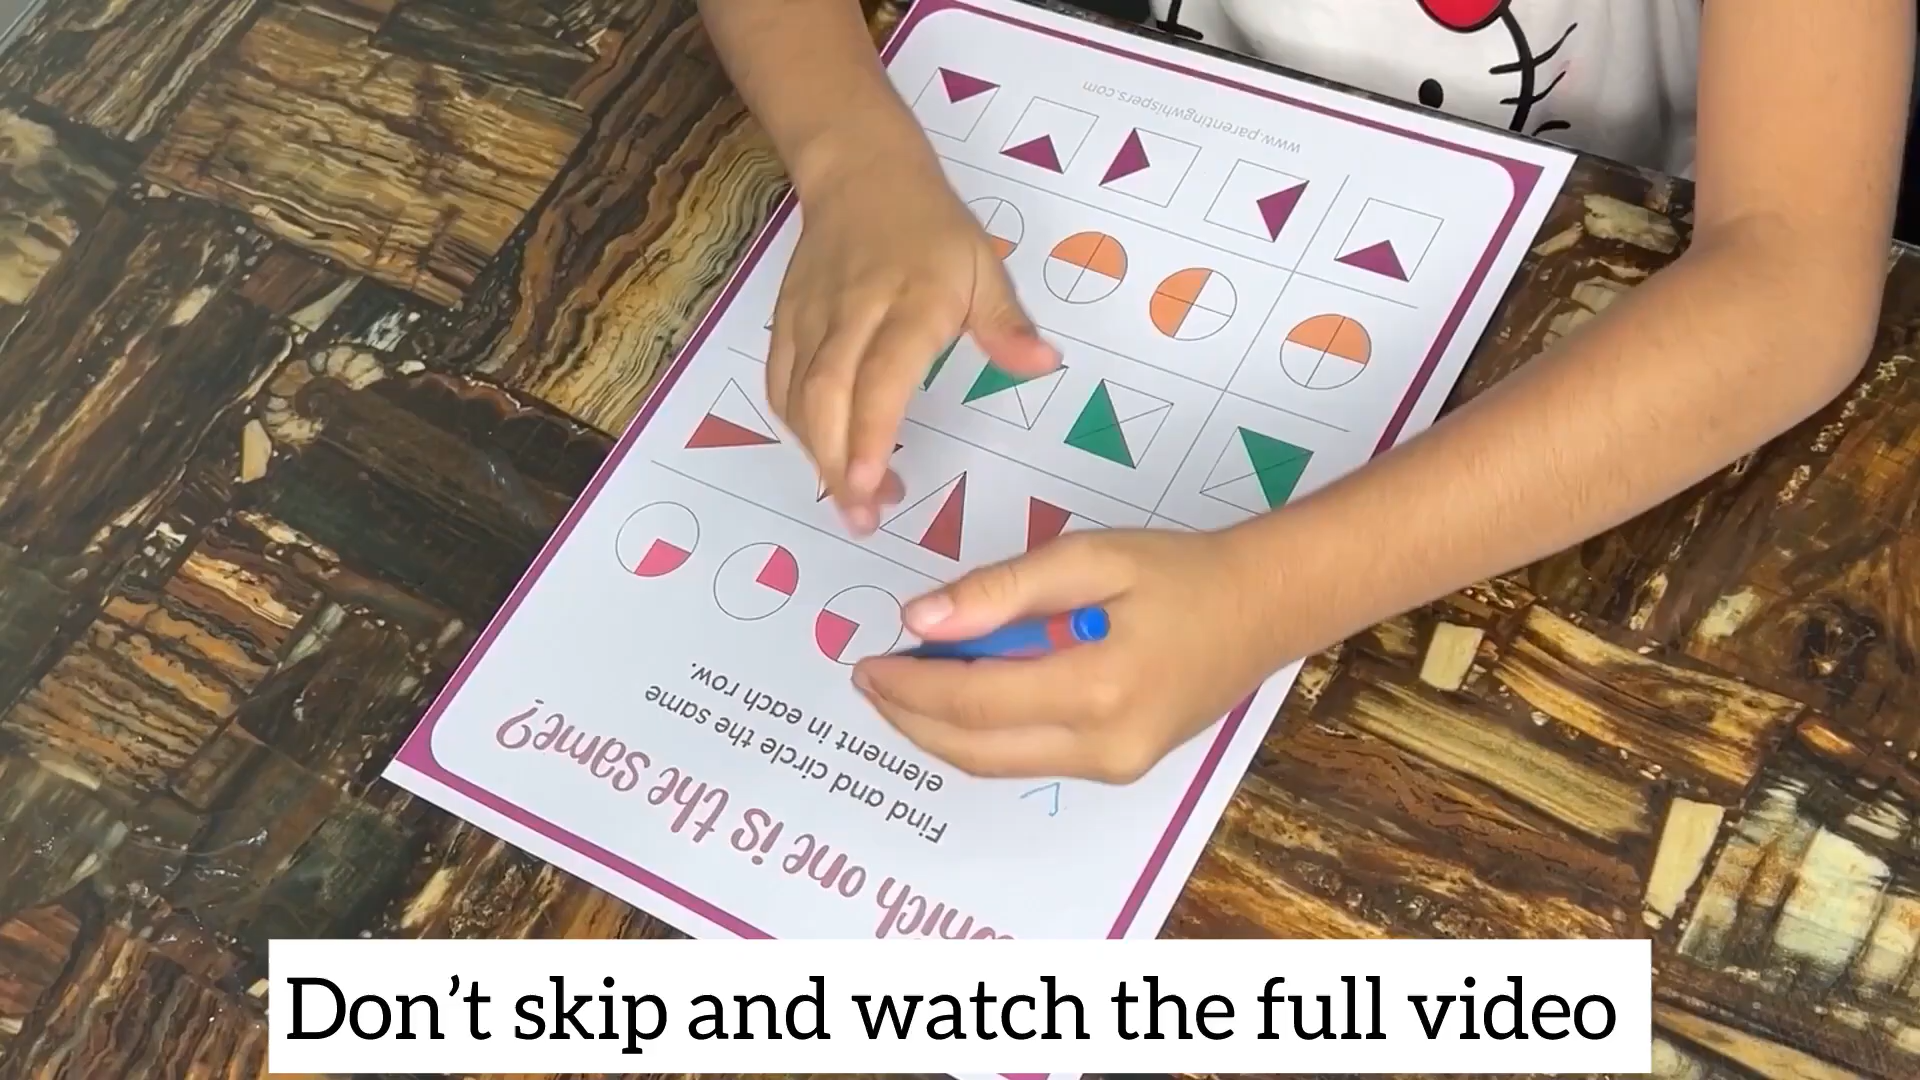 which one is the same?
Find and circle the same
element in each row.
www.parentingwhispers.com
Don't skip and watch the full video